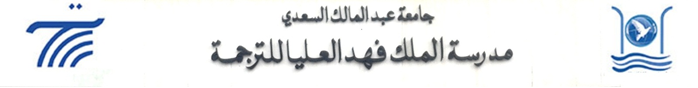 جامعة عبد المالك السعدي
مدرسة الملك فهد العليا للترجمة